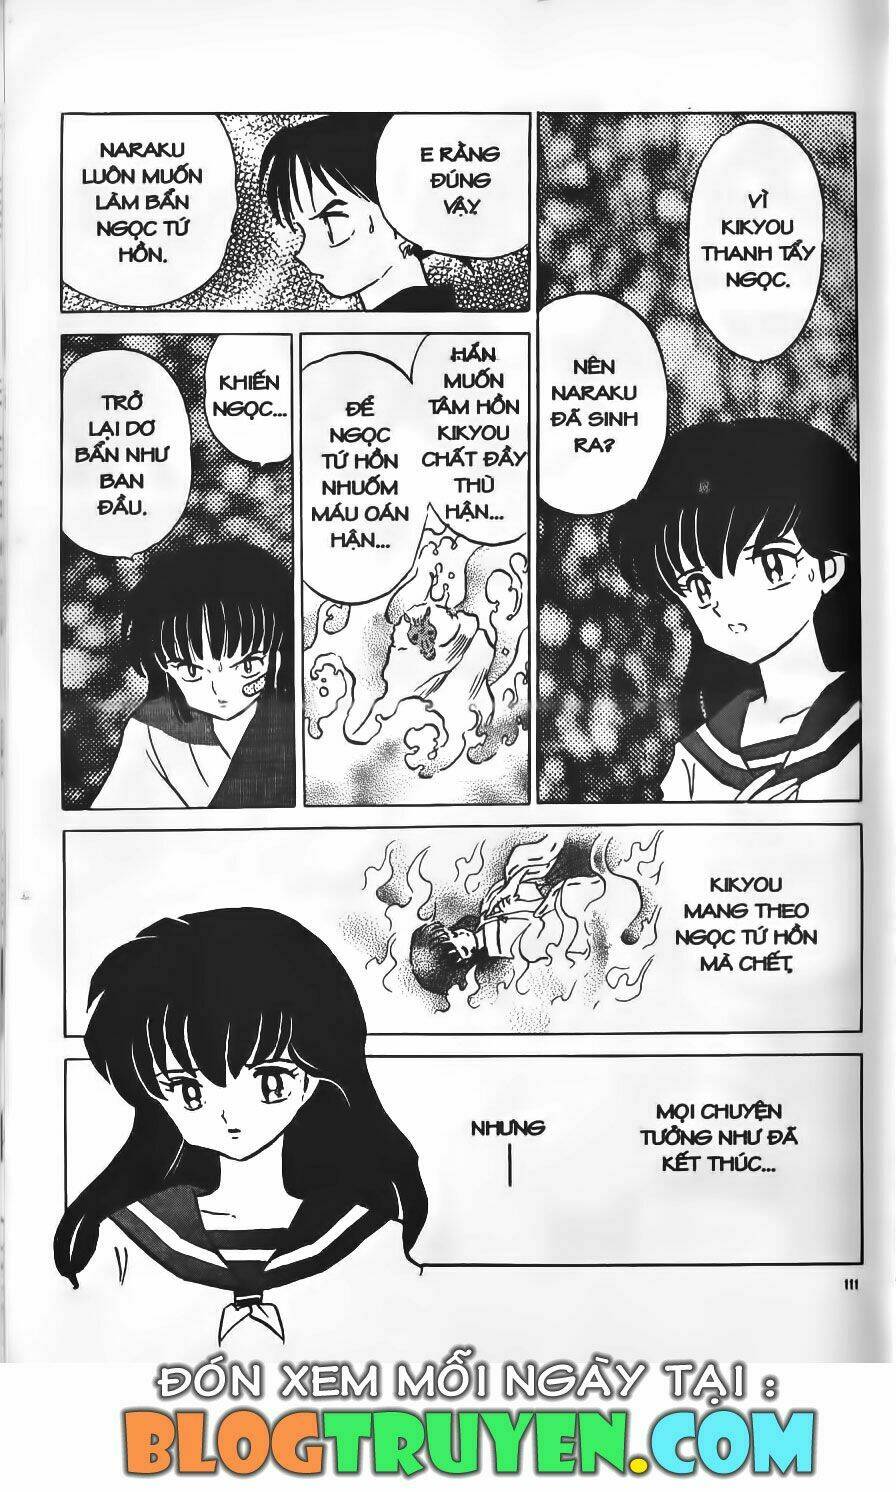 VÌ
KIKYOU
THANH TẨY
NGỌC.
NÊN
NARAKU
ĐÃ SINH
RA?
E RẰNG
ĐÚNG
VẬY.
NARAKU
LUÔN MUỐN
LÀM BẨN
NGỌC TỨ
HỒN.
HẮN
MUỐN
TÂM HỒN
KIKYOU
CHẤT ĐẦY
THÙ
HẬN...
ĐỂ
NGỌC
TỨ HỒN
NHUỐM
MÁU OÁN
HẬN...
KHIẾN
NGỌC...
TRỞ
LẠI DƠ
BẨN NHƯ
BAN
ĐẦU.
KIKYOU
MANG THEO
NGỌC TỨ HỒN
MÀ CHẾT.
MỌI CHUYỆN
TƯỞNG NHƯ ĐÃ
KẾT THÚC...
NHƯNG
111
ĐÓN XEM MỖI NGÀY TẠI :
BLOGTRUYEN.COM